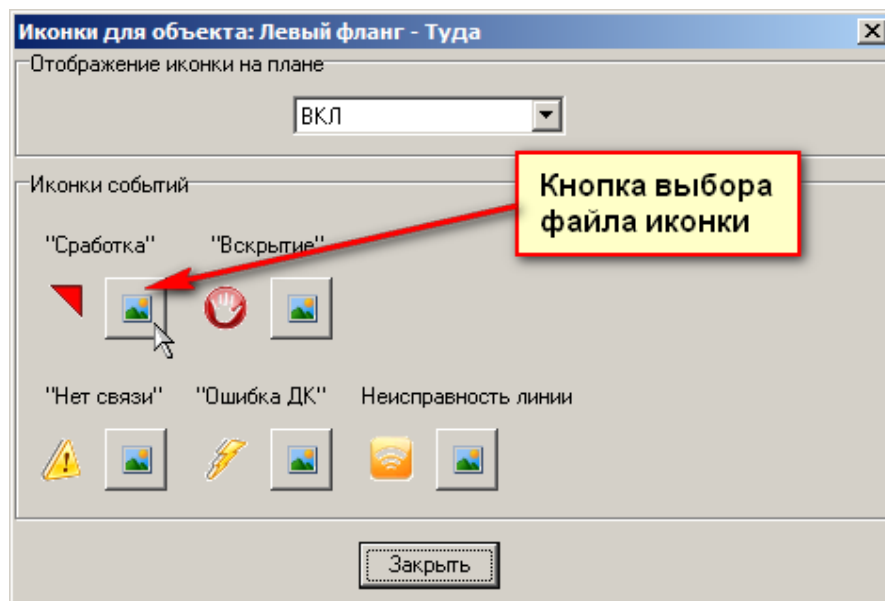 Иконки для объекта: Левый фланг - Туда
Отображение иконки на плане
ВКЛ
Кнопка выбора
файла иконки
Иконки событий
"Сработка" "Вскрытие"
"Нет связи" "Ошибка ДК" Неисправность линии
Закрыть